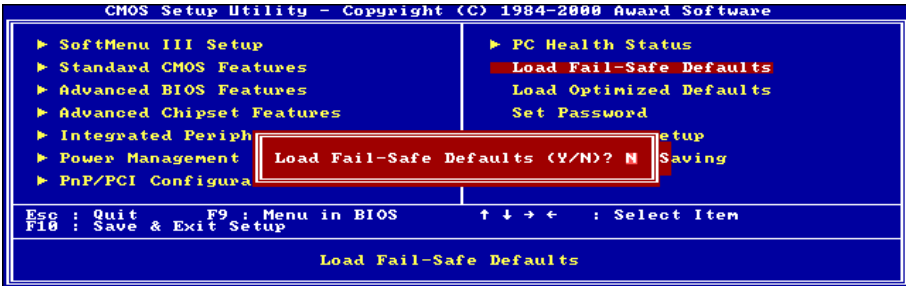 CMOS Setup Utility - Copyright (C) 1984-2000 Award Software
► SoftMenu III Setup
► Standard CMOS Features
► Advanced BIOS Features
► Advanced Chipset Features
► Integrated Periph
► Power Management
► PnP/PCI Configura
► PC Health Status
Load Fail-Safe Defaults
Load Optimized Defaults
Set Password
etup
Saving
Load Fail-Safe Defaults (Y/N)? N
Esc : Quit F9 : Menu in BIOS ↑ ↓ → ← : Select Item
F10 : Save & Exit Setup
Load Fail-Safe Defaults